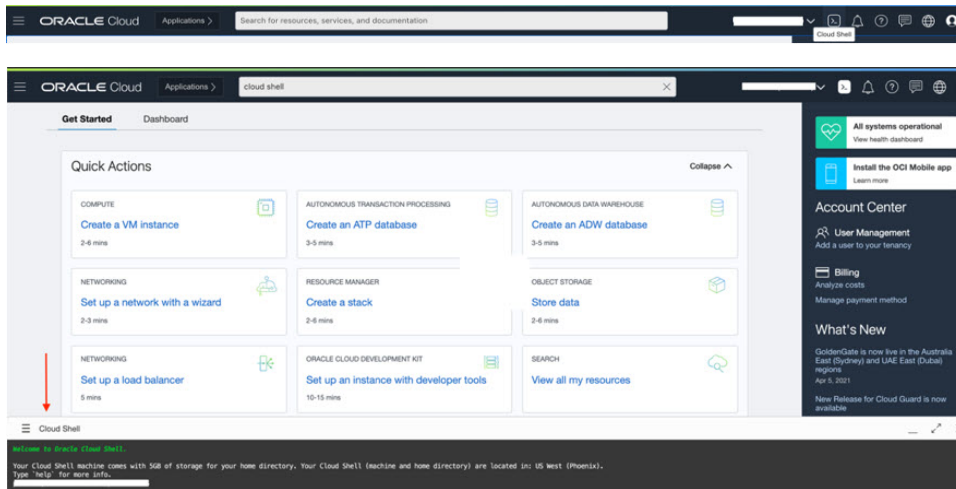 ORACLE Cloud Applications > Search for resources, services, and documentation
Cloud Shell
ORACLE Cloud Applications > cloud shell
Get Started Dashboard
Quick Actions Collapse
COMPUTE
Create a VM instance
2-6 mins
AUTONOMOUS TRANSACTION PROCESSING
Create an ATP database
3-5 mins
AUTONOMOUS DATA WAREHOUSE
Create an ADW database
3-5 mins
NETWORKING
Set up a network with a wizard
2-3 mins
RESOURCE MANAGER
Create a stack
2-6 mins
OBJECT STORAGE
Store data
2-6 mins
NETWORKING
Set up a load balancer
5 mins
ORACLE CLOUD DEVELOPMENT KIT
Set up an instance with developer tools
10-15 mins
SEARCH
View all my resources
All systems operational
View health dashboard
Install the OCI Mobile app
Learn more
Account Center
User Management
Add a user to your tenancy
Billing
Analyze costs
Manage payment method
What's New
GoldenGate is now live in the Australia
East (Sydney) and UAE East (Dubai)
regions
Apr 5, 2021
New Release for Cloud Guard is now
available
Cloud Shell
Welcome to Oracle Cloud Shell.
Your Cloud Shell machine comes with 5GB of storage for your home directory. Your Cloud Shell (machine and home directory) are located in: US West (Phoenix).
Type `help` for more info.